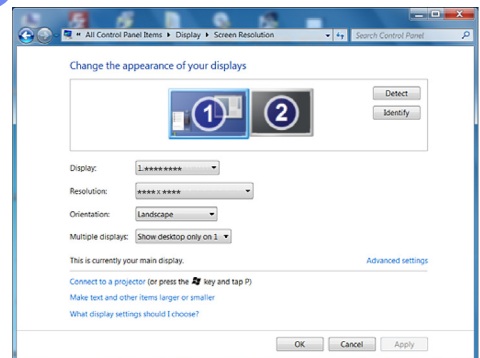 « All Control Panel Items ▸ Display ▸ Screen Resolution
Search Control Panel
Change the appearance of your displays
1 2
Detect
Identify
Display: 1.********
Resolution: **** x ****
Orientation: Landscape
Multiple displays: Show desktop only on 1
This is currently your main display. Advanced settings
Connect to a projector (or press the key and tap P)
Make text and other items larger or smaller
What display settings should I choose?
OK Cancel Apply